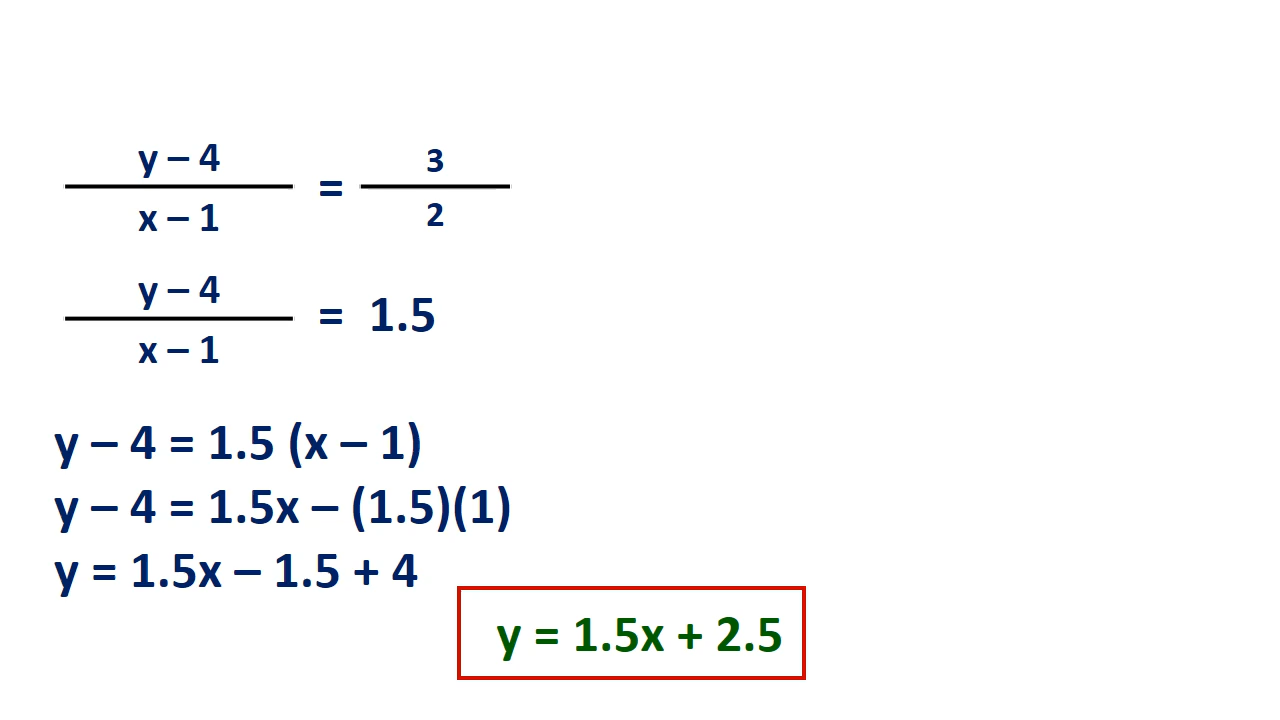 y – 4
x – 1
=
3
2
y – 4
x – 1
= 1.5
y – 4 = 1.5 (x – 1)
y – 4 = 1.5x – (1.5)(1)
y = 1.5x – 1.5 + 4
y = 1.5x + 2.5